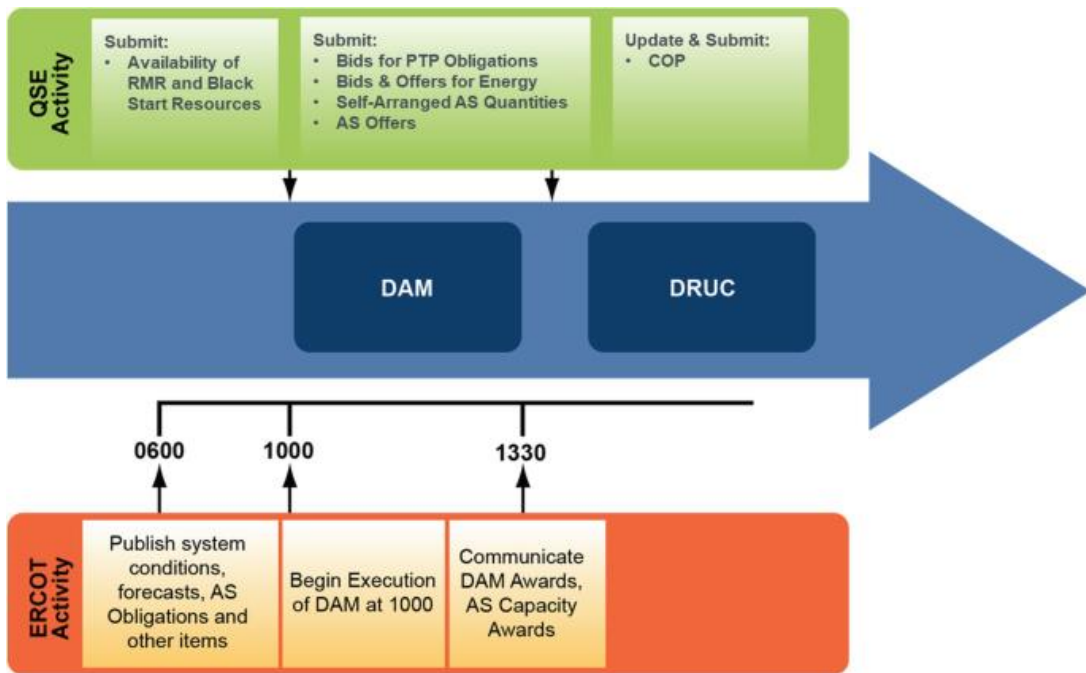 QSE
Activity
Submit:
• Availability of
RMR and Black
Start Resources
Submit:
• Bids for PTP Obligations
• Bids & Offers for Energy
• Self-Arranged AS Quantities
• AS Offers
Update & Submit:
• COP
DAM
DRUC
0600
1000
1330
ERCOT
Activity
Publish system
conditions,
forecasts, AS
Obligations and
other items
Begin Execution
of DAM at 1000
Communicate
DAM Awards,
AS Capacity
Awards